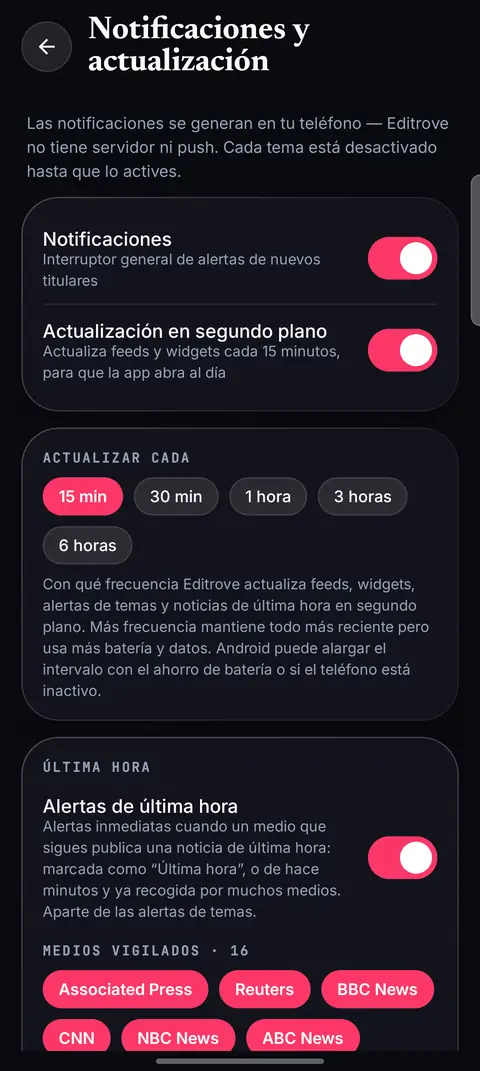 Notificaciones y
actualización
Las notificaciones se generan en tu teléfono — Editrove
no tiene servidor ni push. Cada tema está desactivado
hasta que lo actives.
Notificaciones
Interruptor general de alertas de nuevos
titulares
Actualización en segundo plano
Actualiza feeds y widgets cada 15 minutos,
para que la app abra al día
ACTUALIZAR CADA
15 min 30 min 1 hora 3 horas
6 horas
Con qué frecuencia Editrove actualiza feeds, widgets,
alertas de temas y noticias de última hora en segundo
plano. Más frecuencia mantiene todo más reciente pero
usa más batería y datos. Android puede alargar el
intervalo con el ahorro de batería o si el teléfono está
inactivo.
ÚLTIMA HORA
Alertas de última hora
Alertas inmediatas cuando un medio que
sigues publica una noticia de última hora:
marcada como “Última hora”, o de hace
minutos y ya recogida por muchos medios.
Aparte de las alertas de temas.
MEDIOS VIGILADOS · 16
Associated Press Reuters BBC News
CNN NBC News ABC News